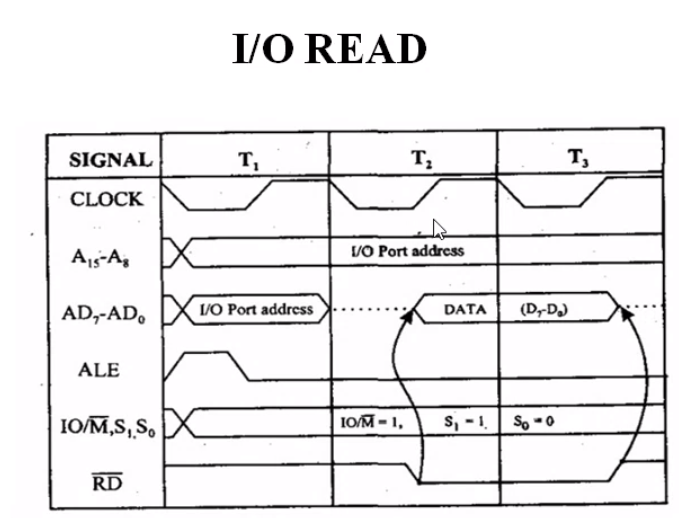 I/O READ
SIGNAL T₁ T₂ T₃
CLOCK
A₁₅-A₈ I/O Port address
AD₇-AD₀ I/O Port address DATA (D₇-D₀)
ALE
IO/M̅,S₁,S₀ IO/M̅ = 1, S₁ = 1, S₀ = 0
R̅D̅